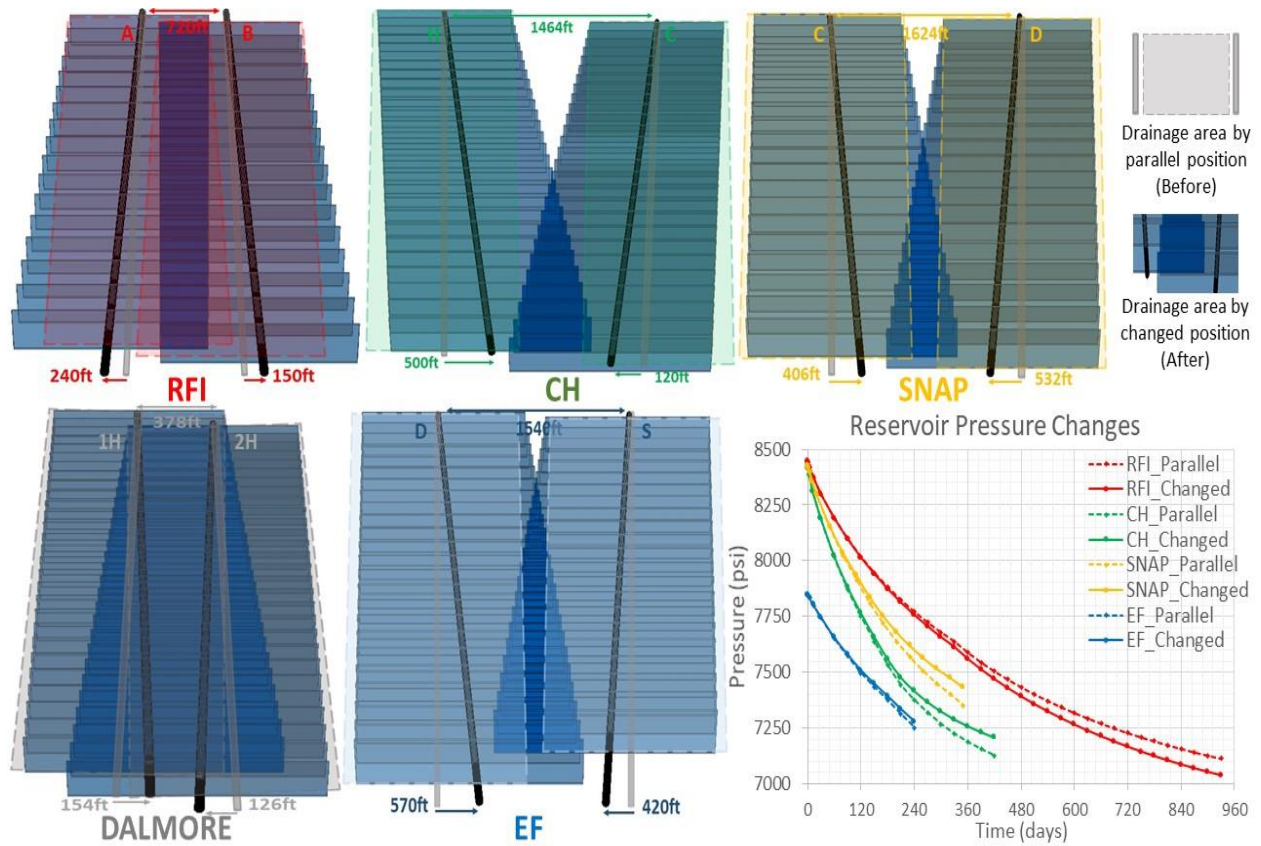 A
720ft
B
240ft
150ft
RFI
H
1464ft
C
500ft
120ft
CH
C
1624ft
D
406ft
532ft
SNAP
Drainage area by
parallel position
(Before)
Drainage area by
changed position
(After)
1H
378ft
2H
154ft
126ft
DALMORE
D
1540ft
S
570ft
420ft
EF
Reservoir Pressure Changes
Pressure (psi)
8500
8250
8000
7750
7500
7250
7000
RFI_Parallel
RFI_Changed
CH_Parallel
CH_Changed
SNAP_Parallel
SNAP_Changed
EF_Parallel
EF_Changed
0 120 240 360 480 600 720 840 960
Time (days)